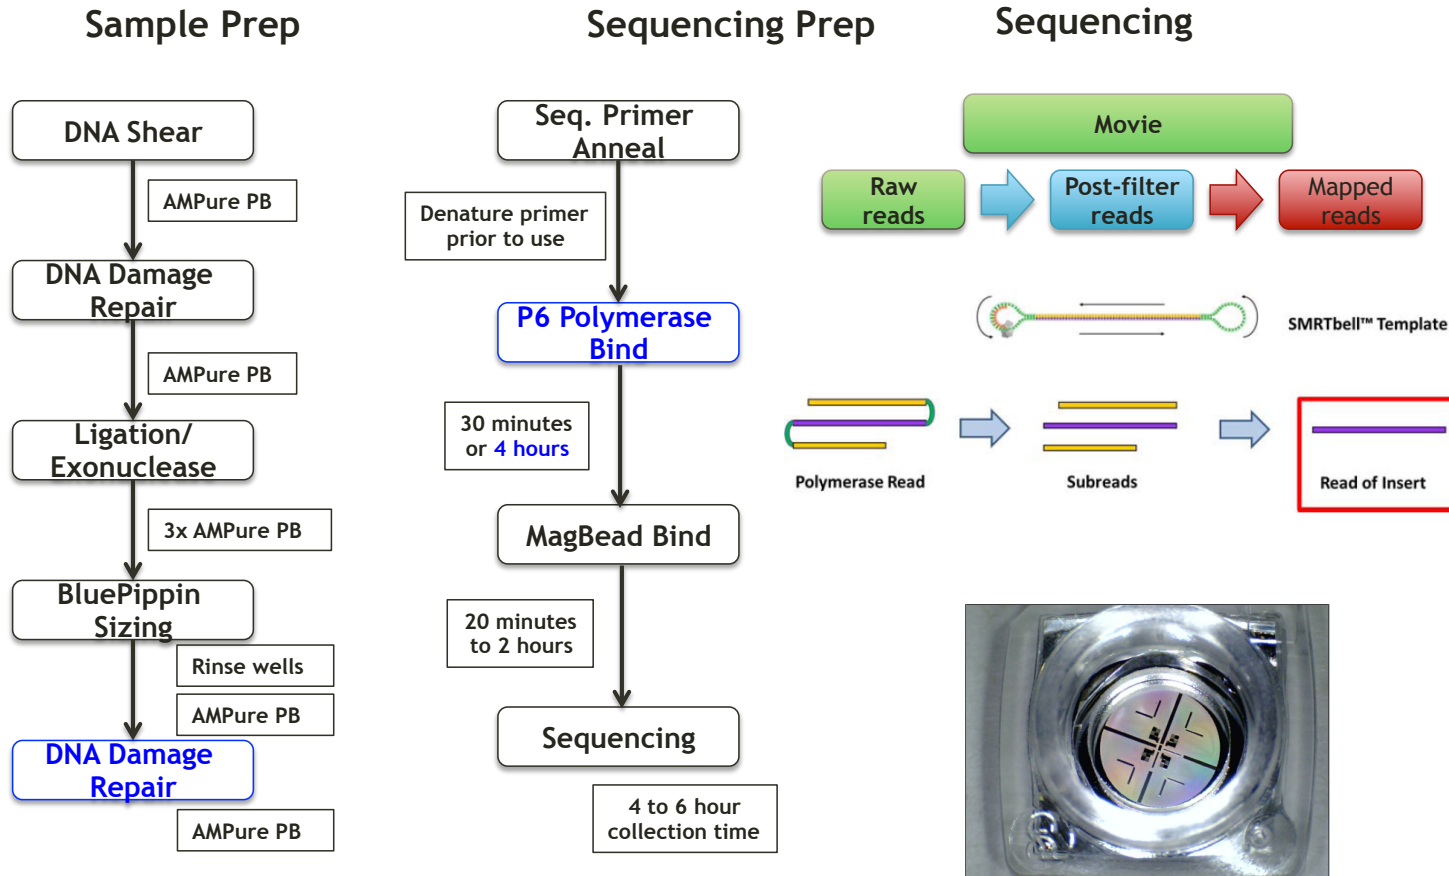 Sample Prep
DNA Shear
AMPure PB
DNA Damage
Repair
AMPure PB
Ligation/
Exonuclease
3x AMPure PB
BluePippin
Sizing
Rinse wells
AMPure PB
DNA Damage
Repair
AMPure PB
Sequencing Prep
Seq. Primer
Anneal
Denature primer
prior to use
P6 Polymerase
Bind
30 minutes
or 4 hours
MagBead Bind
20 minutes
to 2 hours
Sequencing
4 to 6 hour
collection time
Sequencing
Movie
Raw
reads
Post-filter
reads
Mapped
reads
SMRTbell™ Template
Polymerase Read
Subreads
Read of Insert